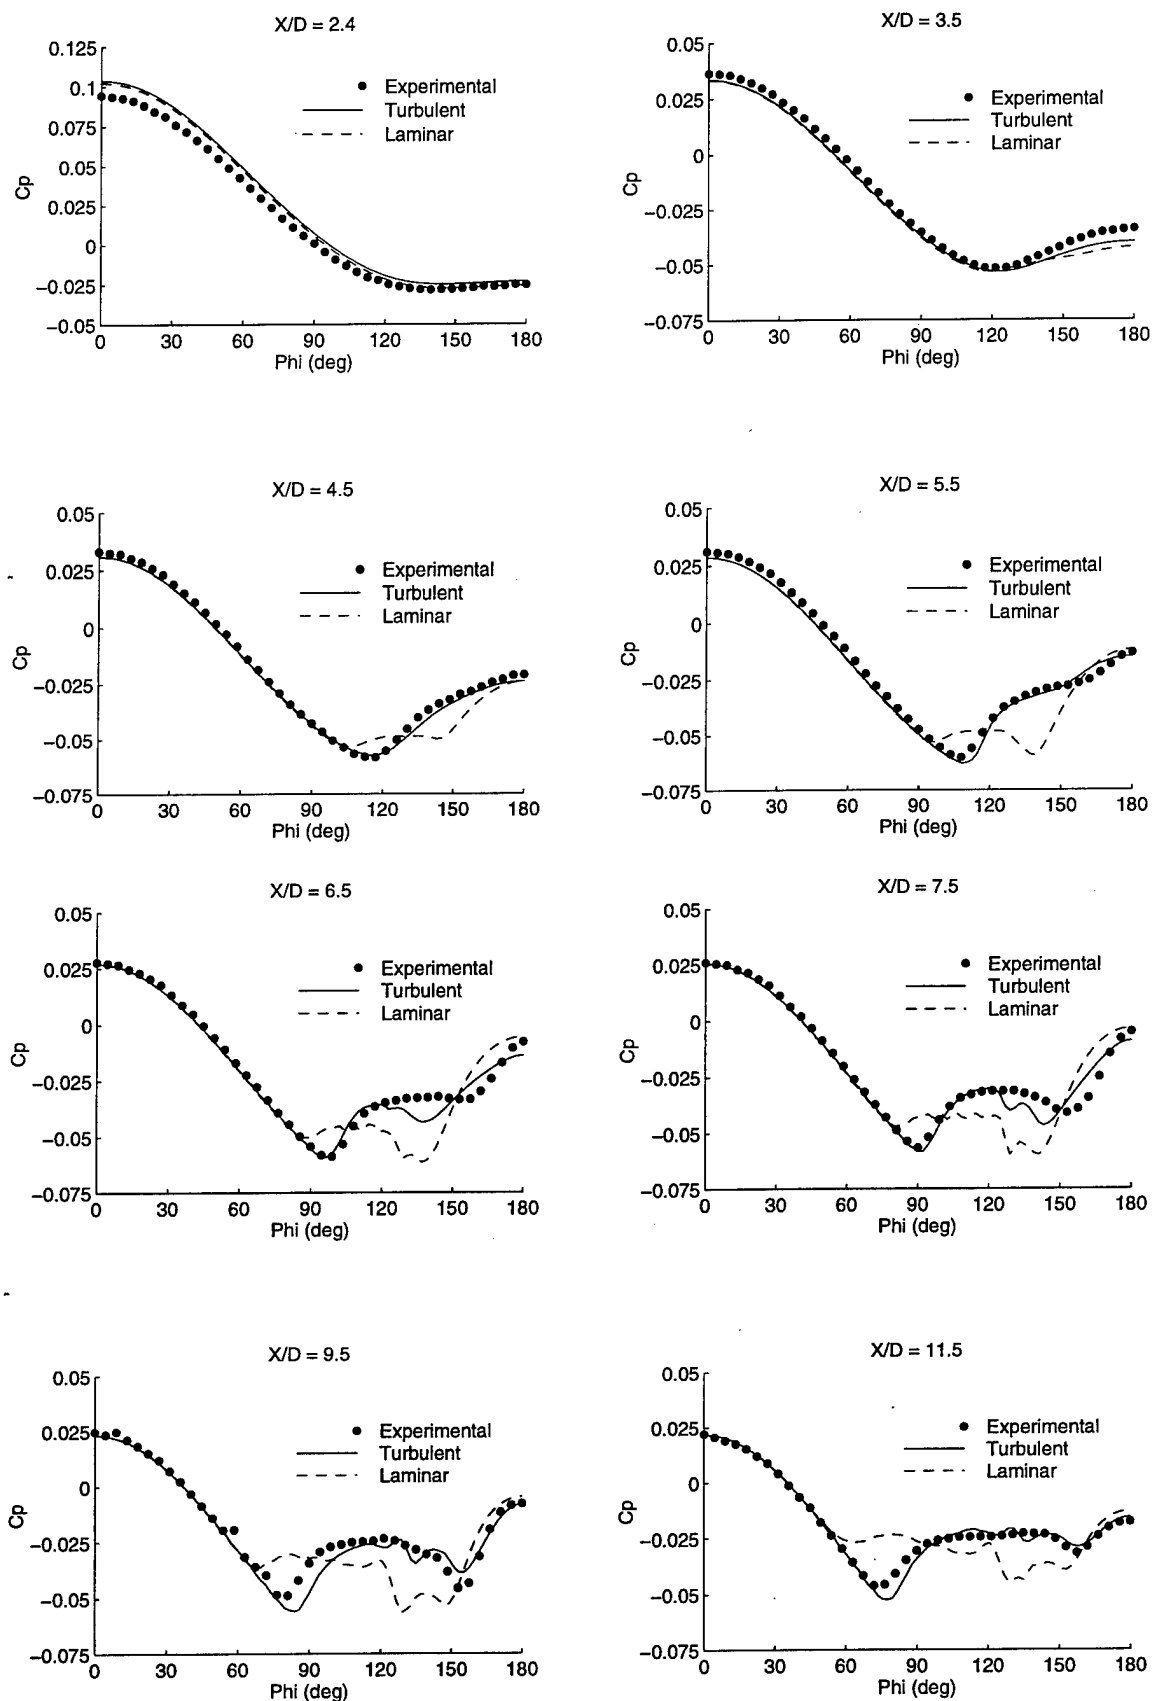 X/D = 2.4
0.125
0.1
0.075
0.05
0.025
0
−0.025
−0.05
Cp
Experimental
Turbulent
Laminar
0 30 60 90 120 150 180
Phi (deg)
X/D = 3.5
0.05
0.025
0
−0.025
−0.05
−0.075
Cp
Experimental
Turbulent
Laminar
0 30 60 90 120 150 180
Phi (deg)
X/D = 4.5
0.05
0.025
0
−0.025
−0.05
−0.075
Cp
Experimental
Turbulent
Laminar
0 30 60 90 120 150 180
Phi (deg)
X/D = 5.5
0.05
0.025
0
−0.025
−0.05
−0.075
Cp
Experimental
Turbulent
Laminar
0 30 60 90 120 150 180
Phi (deg)
X/D = 6.5
0.05
0.025
0
−0.025
−0.05
−0.075
Cp
Experimental
Turbulent
Laminar
0 30 60 90 120 150 180
Phi (deg)
X/D = 7.5
0.05
0.025
0
−0.025
−0.05
−0.075
Cp
Experimental
Turbulent
Laminar
0 30 60 90 120 150 180
Phi (deg)
X/D = 9.5
0.05
0.025
0
−0.025
−0.05
−0.075
Cp
Experimental
Turbulent
Laminar
0 30 60 90 120 150 180
Phi (deg)
X/D = 11.5
0.05
0.025
0
−0.025
−0.05
−0.075
Cp
Experimental
Turbulent
Laminar
0 30 60 90 120 150 180
Phi (deg)